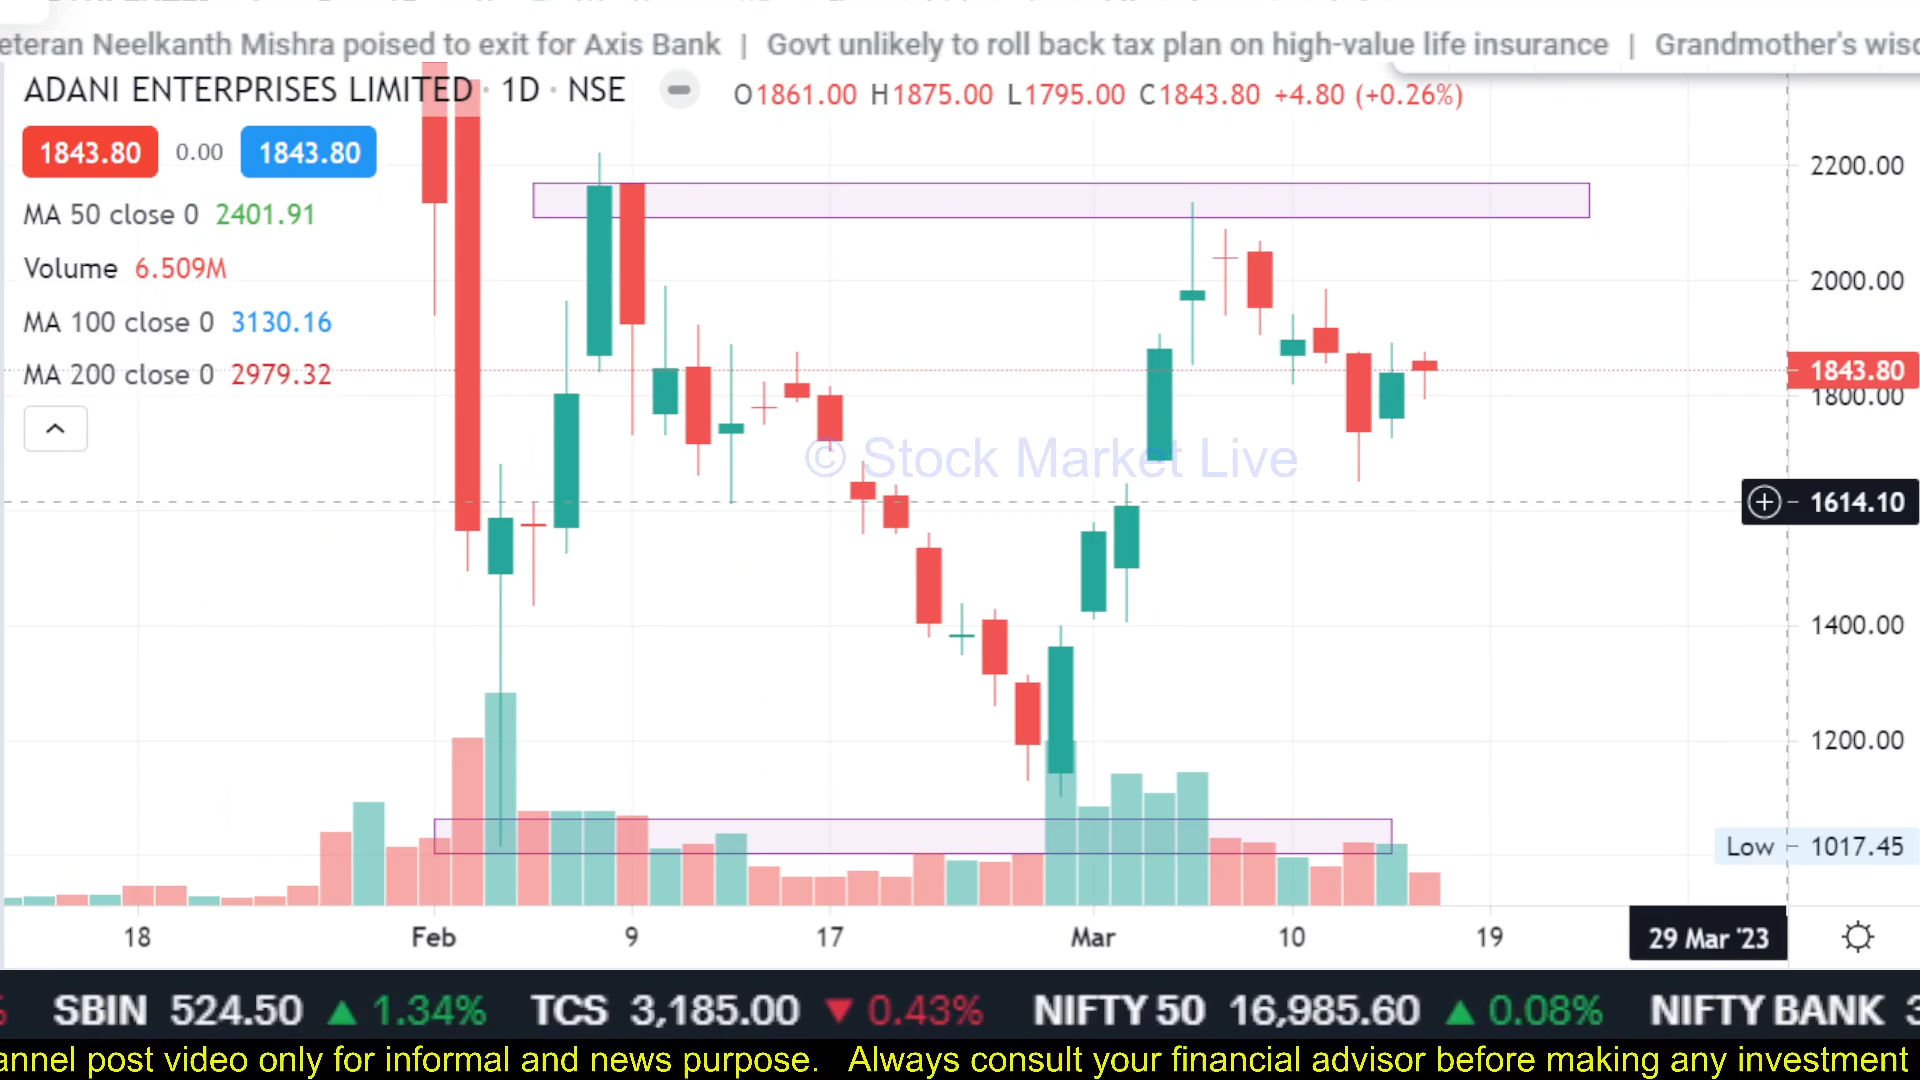 eteran Neelkanth Mishra poised to exit for Axis Bank | Govt unlikely to roll back tax plan on high-value life insurance | Grandmother's wisc
ADANI ENTERPRISES LIMITED · 1D · NSE O1861.00 H1875.00 L1795.00 C1843.80 +4.80 (+0.26%)
1843.80 0.00 1843.80
MA 50 close 0 2401.91
Volume 6.509M
MA 100 close 0 3130.16
MA 200 close 0 2979.32
2200.00
2000.00
1843.80
1800.00
© Stock Market Live
1614.10
1400.00
1200.00
Low 1017.45
18 Feb 9 17 Mar 10 19 29 Mar '23
% SBIN 524.50 ▲ 1.34% TCS 3,185.00 ▼ 0.43% NIFTY 50 16,985.60 ▲ 0.08% NIFTY BANK 3
annel post video only for informal and news purpose. Always consult your financial advisor before making any investment